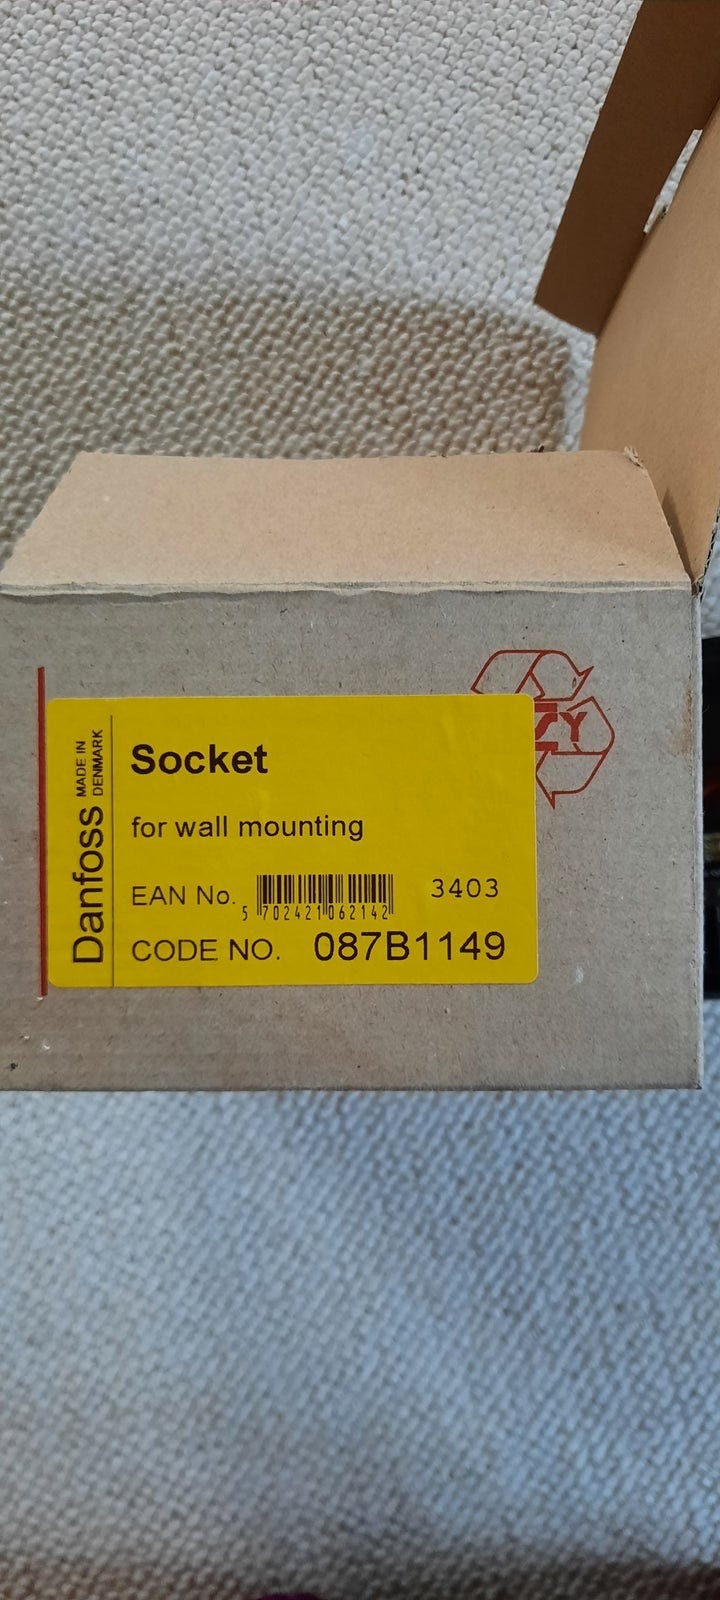 Danfoss
MADE IN
DENMARK
Socket
for wall mounting
EAN No.
5 702421 062142
3403
CODE NO. 087B1149